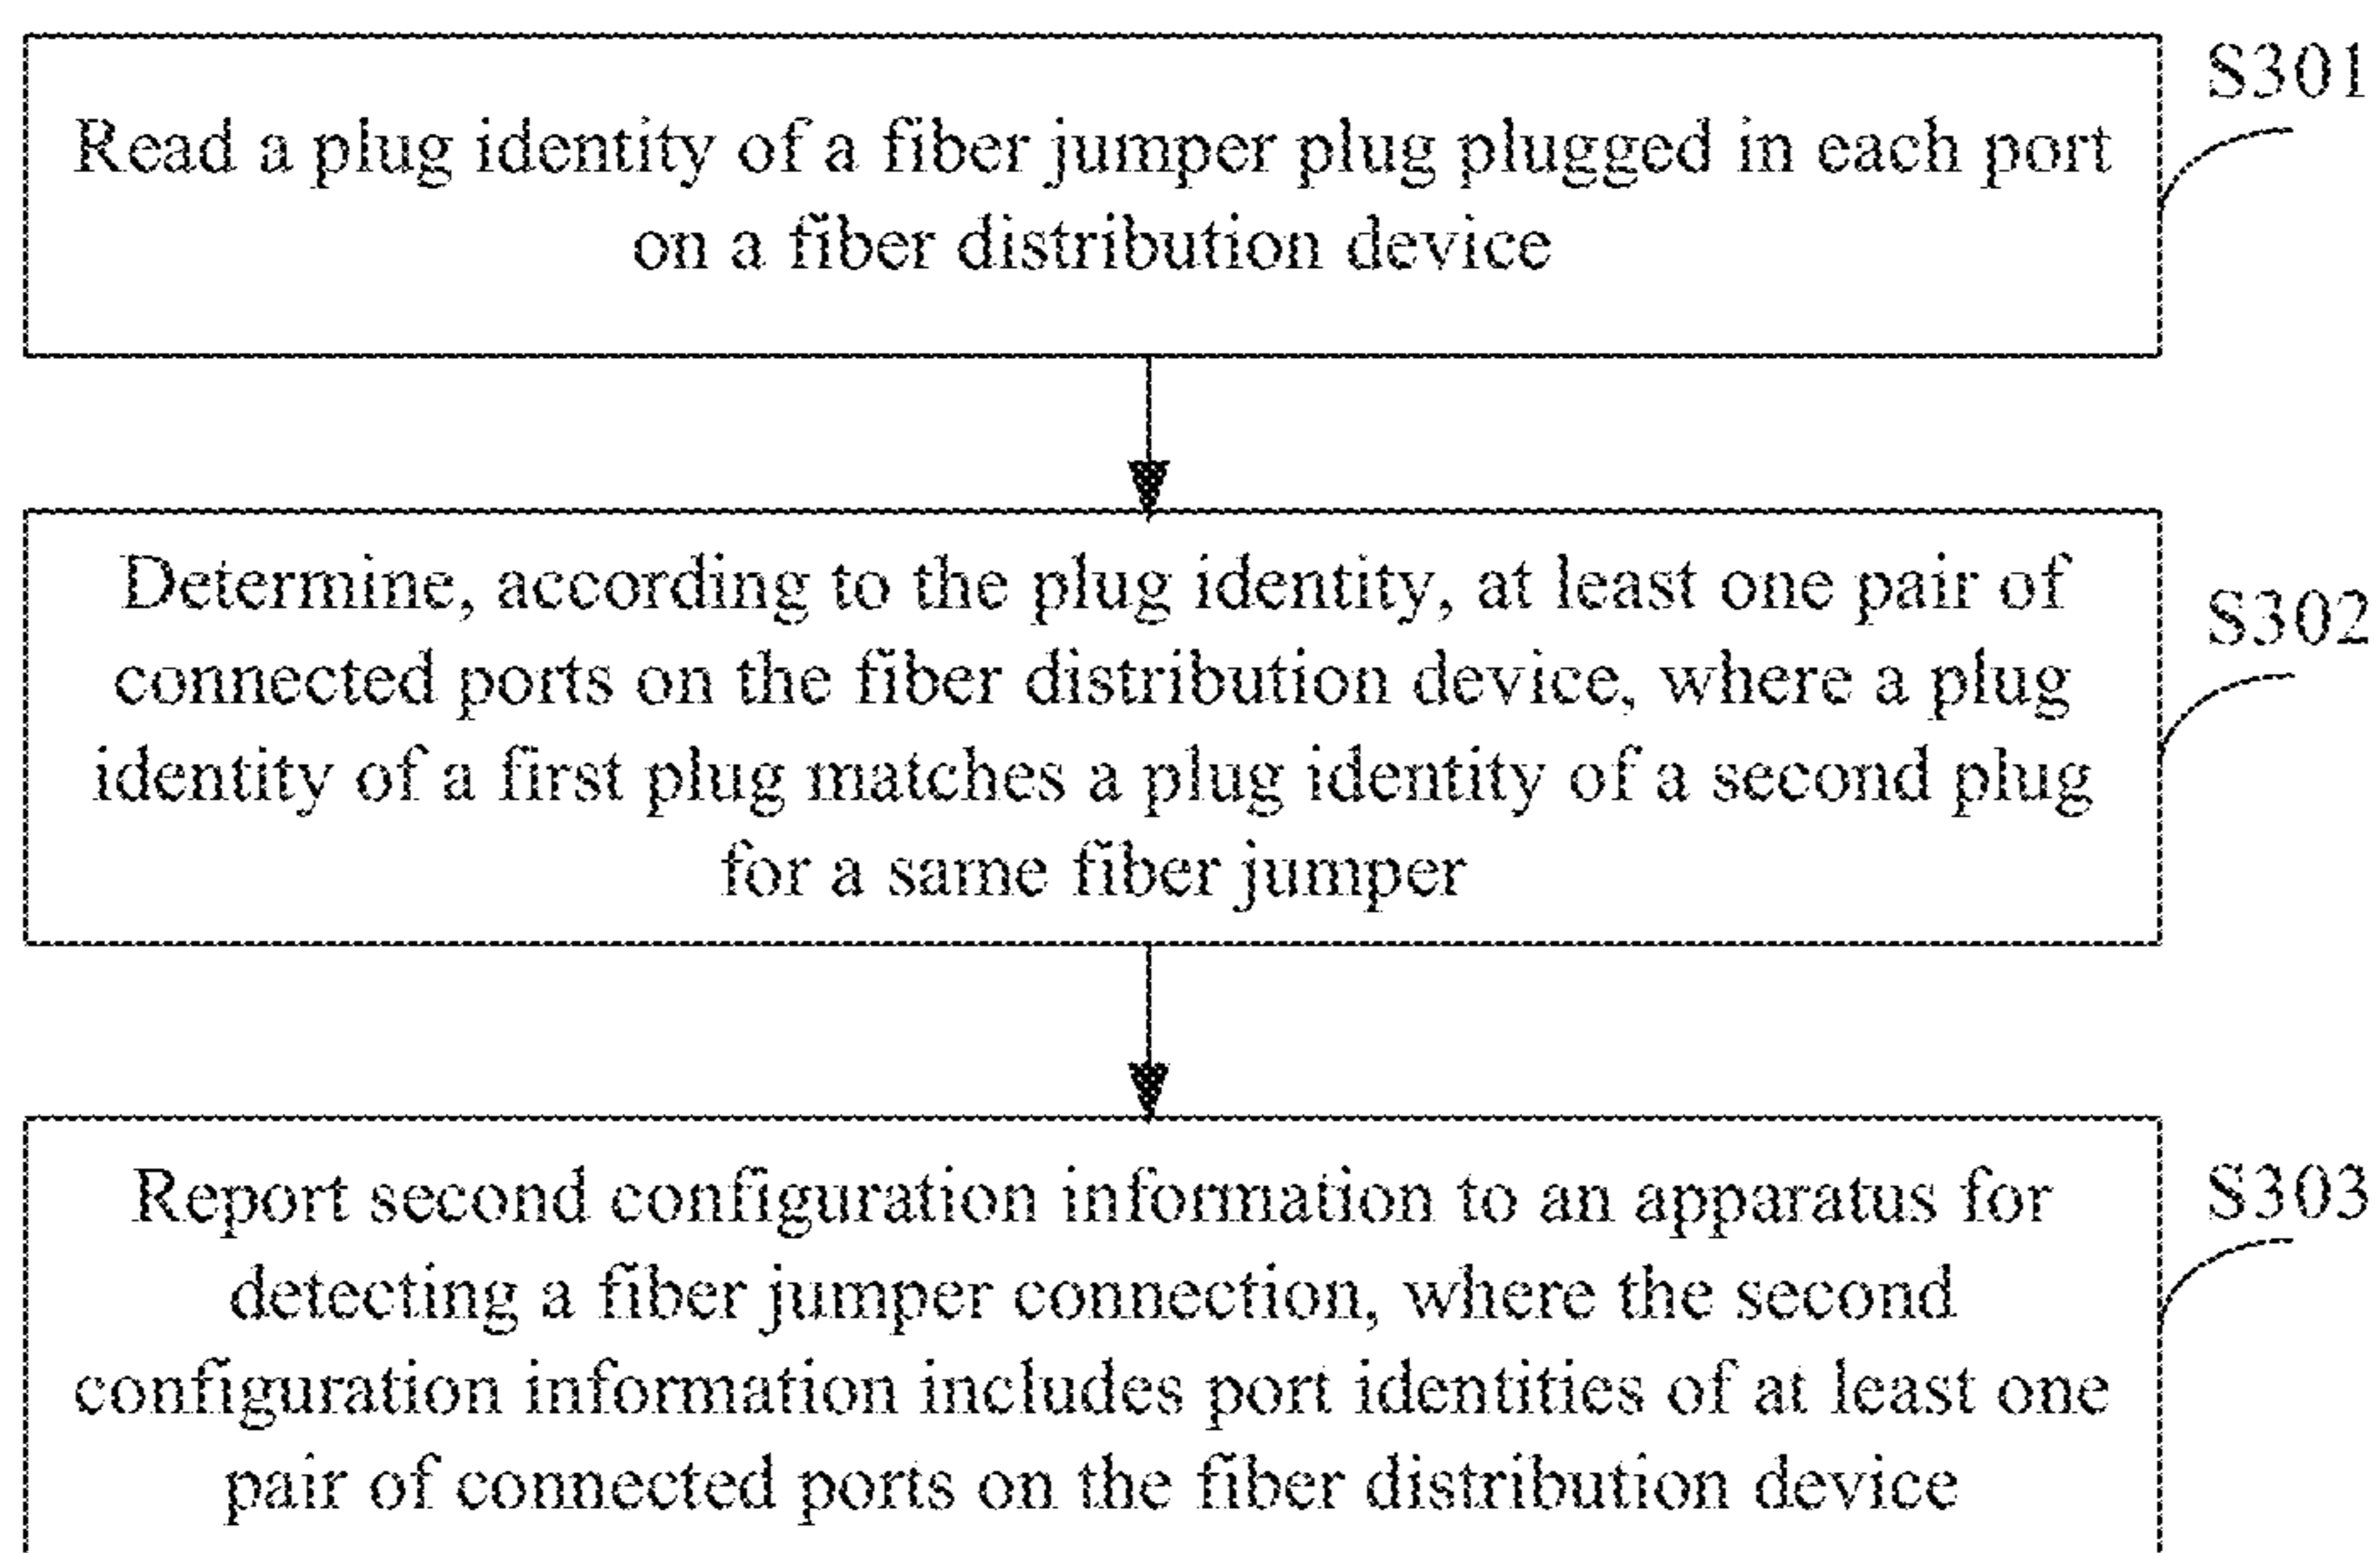 S301
Read a plug identity of a fiber jumper plug plugged in each port
on a fiber distribution device
Determine, according to the plug identity, at least one pair of
connected ports on the fiber distribution device, where a plug
identity of a first plug matches a plug identity of a second plug
for a same fiber jumper
S302
Report second configuration information to an apparatus for
detecting a fiber jumper connection, where the second
configuration information includes port identities of at least one
pair of connected ports on the fiber distribution device
S303